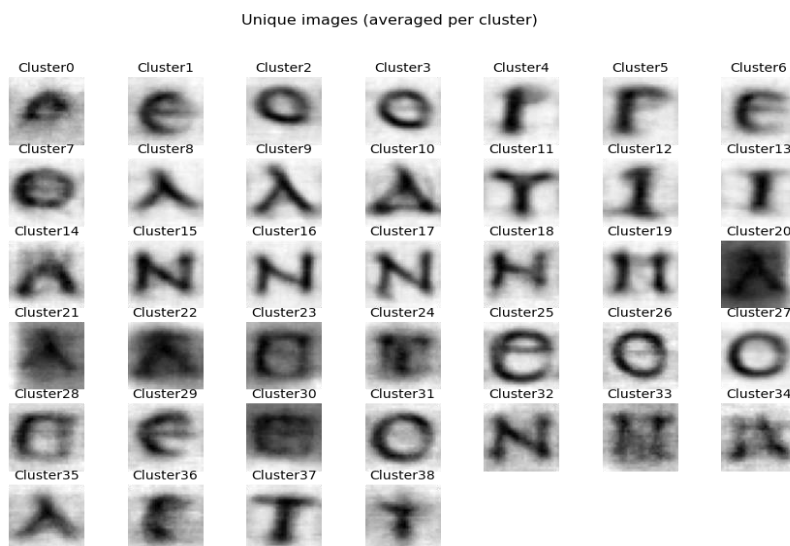 Unique images (averaged per cluster)
Cluster0 Cluster1 Cluster2 Cluster3 Cluster4 Cluster5 Cluster6
Cluster7 Cluster8 Cluster9 Cluster10 Cluster11 Cluster12 Cluster13
Cluster14 Cluster15 Cluster16 Cluster17 Cluster18 Cluster19 Cluster20
Cluster21 Cluster22 Cluster23 Cluster24 Cluster25 Cluster26 Cluster27
Cluster28 Cluster29 Cluster30 Cluster31 Cluster32 Cluster33 Cluster34
Cluster35 Cluster36 Cluster37 Cluster38